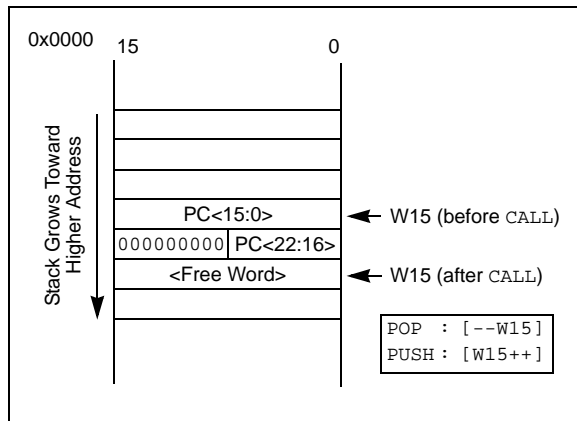 0x0000
15 0
Stack Grows Toward
Higher Address
PC<15:0>
W15 (before CALL)
000000000 PC<22:16>
<Free Word>
W15 (after CALL)
POP : [--W15]
PUSH : [W15++]